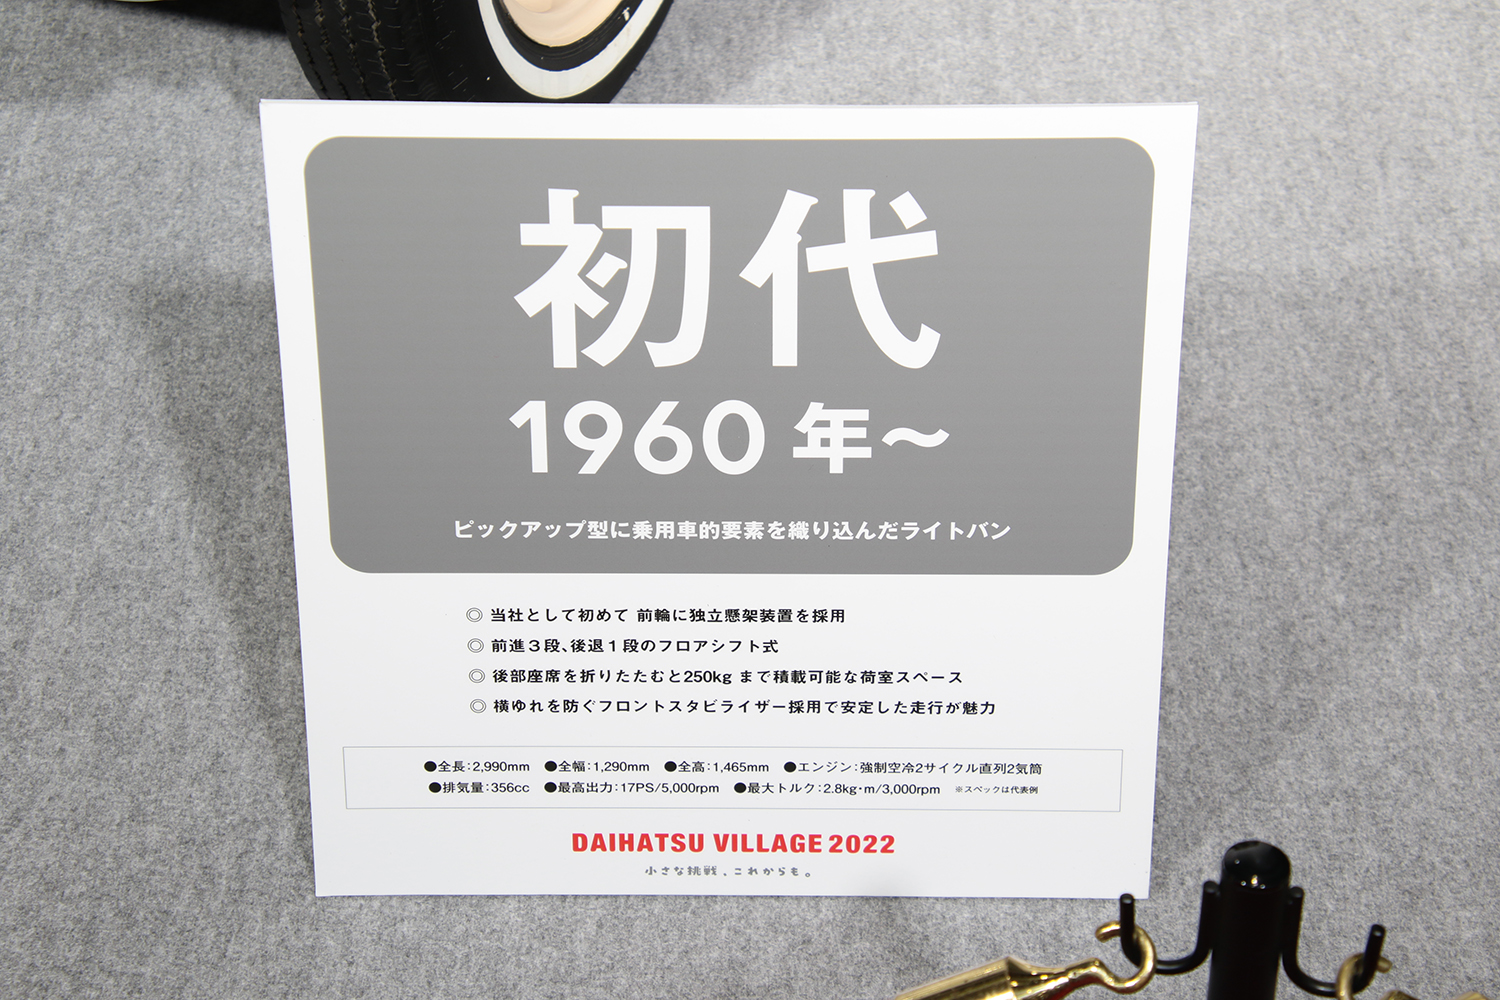 初代
1960 年〜
ピックアップ型に乗用車的要素を織り込んだライトバン
◎ 当社として初めて 前輪に独立懸架装置を採用
◎ 前進3段、後退1段のフロアシフト式
◎ 後部座席を折りたたむと250kg まで積載可能な荷室スペース
◎ 横ゆれを防ぐフロントスタビライザー採用で安定した走行が魅力
●全長：2,990mm ●全幅：1,290mm ●全高：1,465mm ●エンジン：強制空冷2サイクル直列2気筒
●排気量：356cc ●最高出力：17PS/5,000rpm ●最大トルク：2.8kg・m/3,000rpm ※スペックは代表例
DAIHATSU VILLAGE 2022
小さな挑戦、これからも。